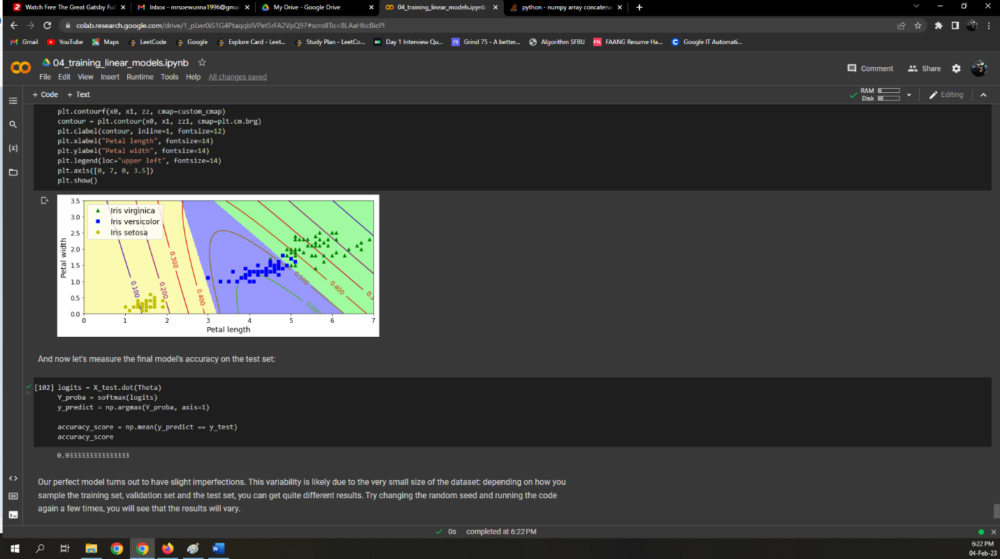 Watch Free The Great Gatsby Ful
Inbox - mrsoewunna1996@gma
My Drive - Google Drive
04_training_linear_models.ipynb
python - numpy array concatena
colab.research.google.com/drive/1_pLwr0iS1G4PtaqqbIVPet5rFA2VpQ97#scrollTo=8LAaHbcBicPl
Gmail
YouTube
Maps
LeetCode
Google
Explore Card - Leet...
Study Plan - LeetCo...
Day 1 Interview Qu...
75 Grind 75 - A better...
Algorithm SFBU
FTL FAANG Resume Ha...
Google IT Automati...
04_training_linear_models.ipynb
Comment
Share
File Edit View Insert Runtime Tools Help All changes saved
+ Code + Text
RAM
Disk
Editing
plt.contourf(x0, x1, zz, cmap=custom_cmap)
contour = plt.contour(x0, x1, zz1, cmap=plt.cm.brg)
plt.clabel(contour, inline=1, fontsize=12)
plt.xlabel("Petal length", fontsize=14)
plt.ylabel("Petal width", fontsize=14)
plt.legend(loc="upper left", fontsize=14)
plt.axis([0, 7, 0, 3.5])
plt.show()
{x}
3.5
3.0
2.5
2.0
1.5
1.0
0.5
0.0
Petal width
Iris virginica
Iris versicolor
Iris setosa
0.100
0.200
0.300
0.400
0.500
0.600
0.400
0.3
0 1 2 3 4 5 6 7
Petal length
And now let's measure the final model's accuracy on the test set:
0s
[102] logits = X_test.dot(Theta)
Y_proba = softmax(logits)
y_predict = np.argmax(Y_proba, axis=1)
accuracy_score = np.mean(y_predict == y_test)
accuracy_score
0.9333333333333333
Our perfect model turns out to have slight imperfections. This variability is likely due to the very small size of the dataset: depending on how you
sample the training set, validation set and the test set, you can get quite different results. Try changing the random seed and running the code
again a few times, you will see that the results will vary.
0s completed at 6:22 PM
6:22 PM
04-Feb-23